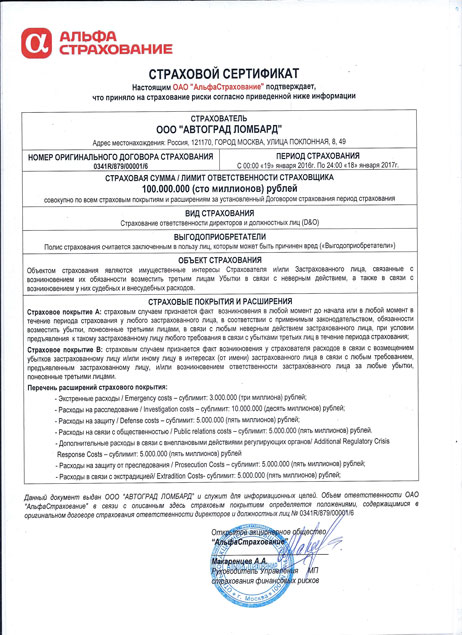 АЛЬФА
СТРАХОВАНИЕ
СТРАХОВОЙ СЕРТИФИКАТ
Настоящим ОАО "АльфаСтрахование" подтверждает,
что приняло на страхование риски согласно приведенной ниже информации
СТРАХОВАТЕЛЬ
ООО "АВТОГРАД ЛОМБАРД"
Адрес местонахождения: Россия, 121170, ГОРОД МОСКВА, УЛИЦА ПОКЛОННАЯ, 8, 49
НОМЕР ОРИГИНАЛЬНОГО ДОГОВОРА СТРАХОВАНИЯ
0341R/879/00001/6
ПЕРИОД СТРАХОВАНИЯ
С 00:00 «19» января 2016г. По 24:00 «18» января 2017г.
СТРАХОВАЯ СУММА / ЛИМИТ ОТВЕТСТВЕННОСТИ СТРАХОВЩИКА
100.000.000 (сто миллионов) рублей
совокупно по всем страховым покрытиям и расширениям за установленный Договором страхования период страхования
ВИД СТРАХОВАНИЯ
Страхование ответственности директоров и должностных лиц (D&O)
ВЫГОДОПРИОБРЕТАТЕЛИ
Полис страхования считается заключенным в пользу лиц, которым может быть причинен вред («Выгодоприобретатели»)
ОБЪЕКТ СТРАХОВАНИЯ
Объектом страхования являются имущественные интересы Страхователя и/или Застрахованного лица, связанные с
возникновением их обязанности возместить третьим лицам Убытки в связи с неверным действием, а также в связи с
возникновением у них судебных и внесудебных расходов.
СТРАХОВЫЕ ПОКРЫТИЯ И РАСШИРЕНИЯ
Страховое покрытие А: страховым случаем признается факт возникновения в любой момент до начала или в любой момент в
течение периода страхования у любого застрахованного лица, в соответствии с применимым законодательством, обязанности
возместить убытки, понесенные третьими лицами, в связи с любым неверным действием застрахованного лица, при условии
предъявления к такому застрахованному лицу любого требования в связи с убытками третьих лиц в течение периода страхования;
Страховое покрытие В: страховым случаем признается факт возникновения у страхователя расходов в связи с возмещением
убытков застрахованному лицу и/или иному лицу в интересах (от имени) застрахованного лица в связи с любым требованием,
предъявленным застрахованному лицу, и/или возникновением ответственности застрахованного лица за любые убытки,
понесенные третьими лицами.
Перечень расширений страхового покрытия:
- Экстренные расходы / Emergency costs – сублимит: 3.000.000 (три миллиона) рублей;
- Расходы на расследование / Investigation costs – сублимит: 10.000.000 (десять миллионов) рублей;
- Расходы на защиту / Defense costs – сублимит: 5.000.000 (пять миллионов) рублей;
- Расходы на связи с общественностью / Public relations costs – сублимит: 5.000.000 (пять миллионов) рублей.
- Дополнительные расходы в связи с внеплановыми действиями регулирующих органов/ Additional Regulatory Crisis
Response Costs – сублимит: 5.000.000 (пять миллионов) рублей
- Расходы на защиту от преследования / Prosecution Costs – сублимит: 5.000.000 (пять миллионов) рублей;
- Расходы в связи с экстрадицией/ Extradition Costs- сублимит: 5.000.000 (пять миллионов) рублей;
Данный документ выдан ООО "АВТОГРАД ЛОМБАРД" и служит для информационных целей. Объем ответственности ОАО
"АльфаСтрахование" в связи с описанным здесь страховым покрытием определяется положениями, содержащимися в
оригинальном договоре страхования ответственности директоров и должностных лиц № 0341R/879/00001/6
Открытое акционерное общество
"АльфаСтрахование"
Макаренцев А.А.
Руководитель Управления МП
страхования финансовых рисков